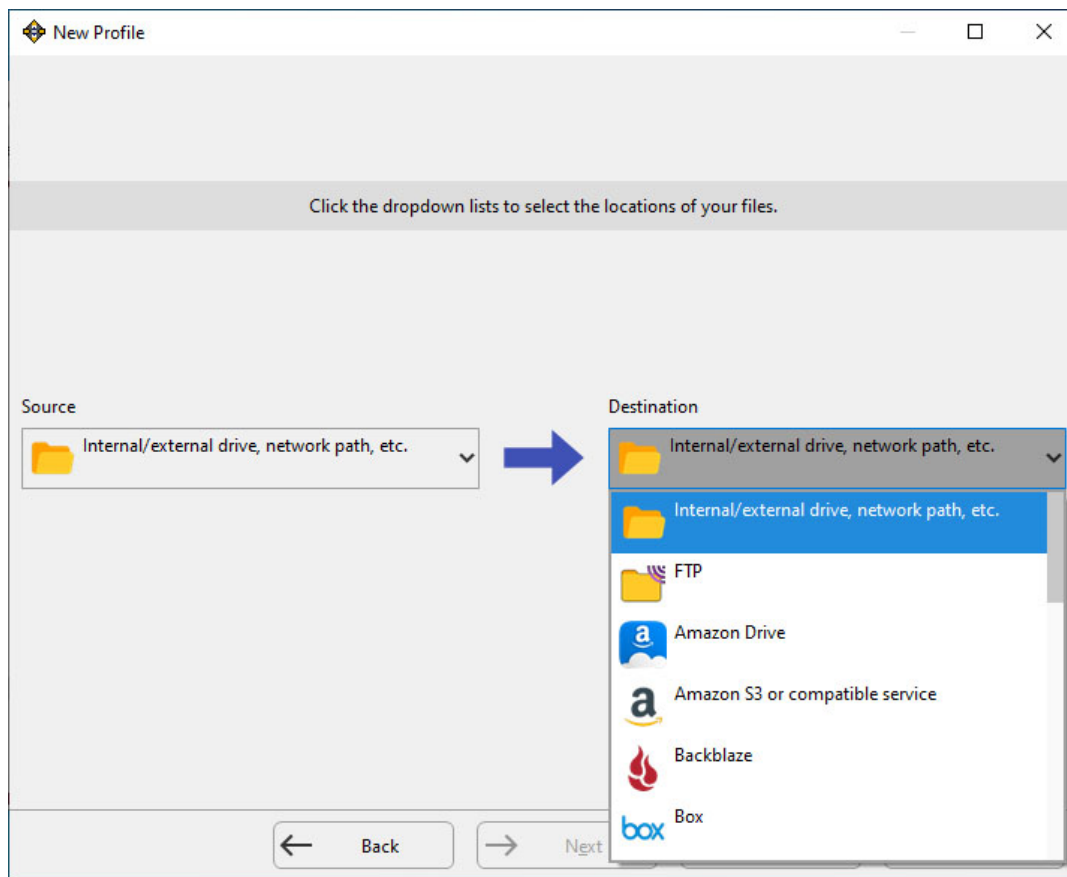 New Profile
Click the dropdown lists to select the locations of your files.
Source
Destination
Internal/external drive, network path, etc.
Internal/external drive, network path, etc.
Internal/external drive, network path, etc.
FTP
a
Amazon Drive
a
Amazon S3 or compatible service
Backblaze
box
Box
Back
Next